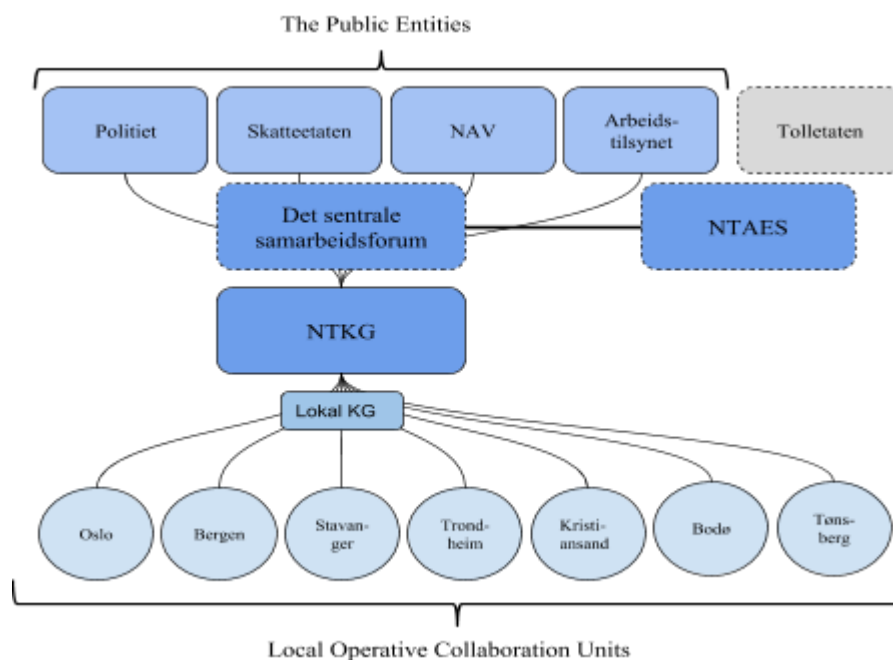 The Public Entities
Politiet
Skatteetaten
NAV
Arbeids-
tilsynet
Tolletaten
Det sentrale
samarbeidsforum
NTAES
NTKG
Lokal KG
Oslo
Bergen
Stavan-
ger
Trond-
heim
Kristi-
ansand
Bodø
Tøns-
berg
Local Operative Collaboration Units